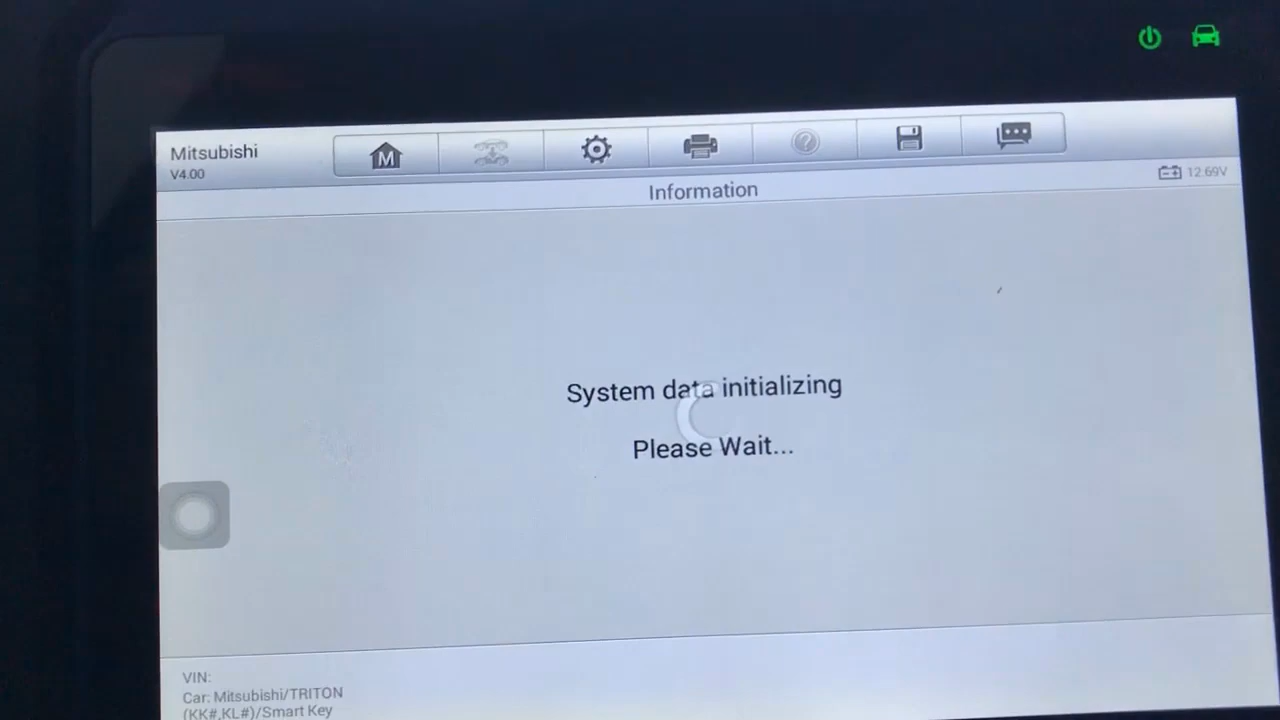 Mitsubishi
V4.00
M
?
Information
12.69V
System data initializing
Please Wait...
VIN:
Car: Mitsubishi/TRITON
(KK#,KL#)/Smart Key